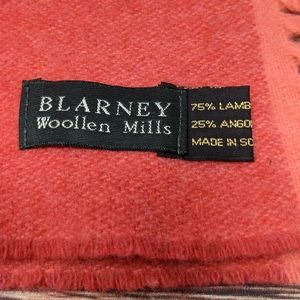 BLARNEY
Woollen Mills
75% LAMB
25% ANGO
MADE IN SC